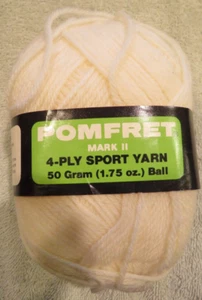 POMFRET
MARK II
4-PLY SPORT YARN
50 Gram (1.75 oz.) Ball